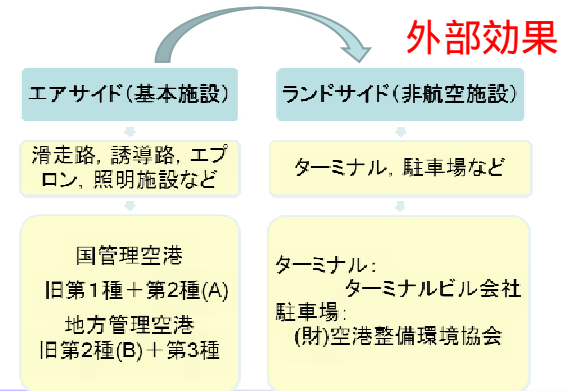 外部効果
エアサイド（基本施設）
ランドサイド（非航空施設）
滑走路，誘導路，エプ
ロン，照明施設など
ターミナル，駐車場など
国管理空港
旧第１種＋第２種(A)
地方管理空港
旧第２種(B)＋第３種
ターミナル：
ターミナルビル会社
駐車場：
(財)空港整備環境協会